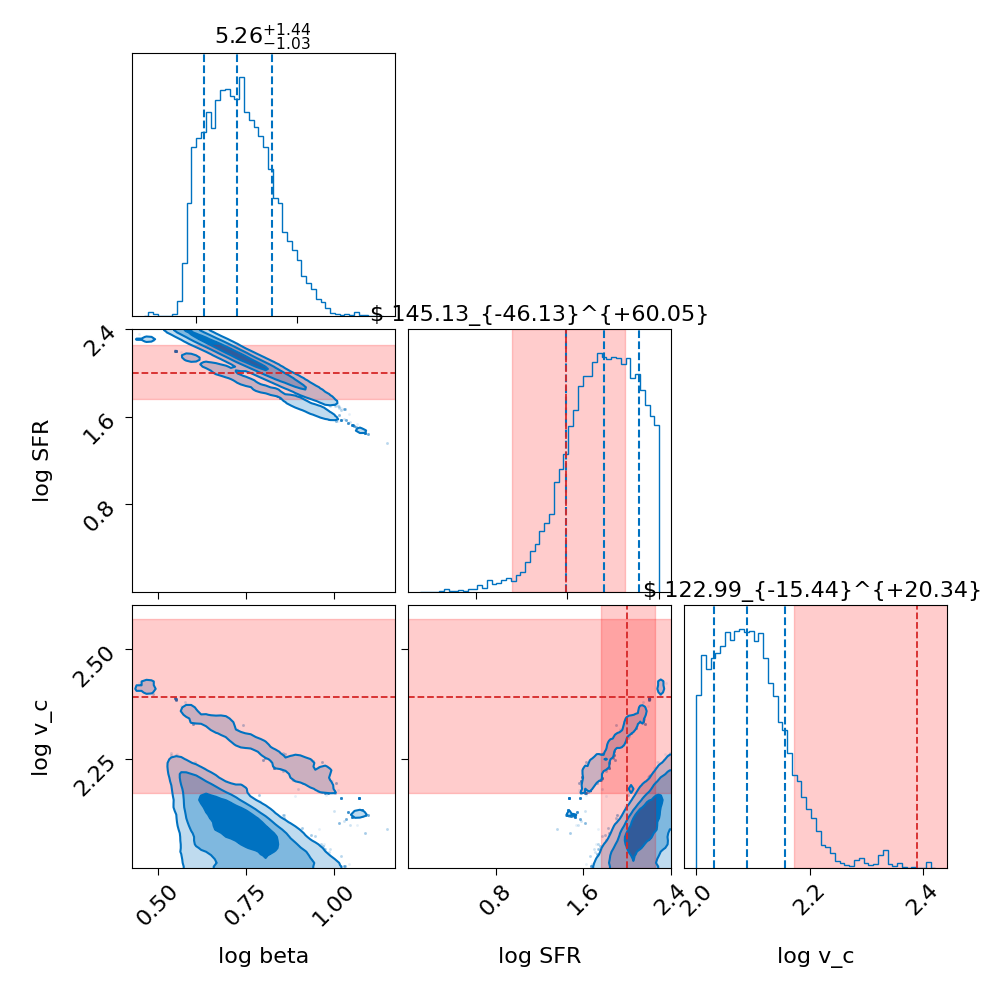 5.26^{+1.44}_{-1.03}
$ 145.13_{-46.13}^{+60.05}
2.4
1.6
0.8
log SFR
$ 122.99_{-15.44}^{+20.34}
2.50
2.25
log v_c
0.50 0.75 1.00 0.8 1.6 2.4 2.0 2.2 2.4
log beta log SFR log v_c